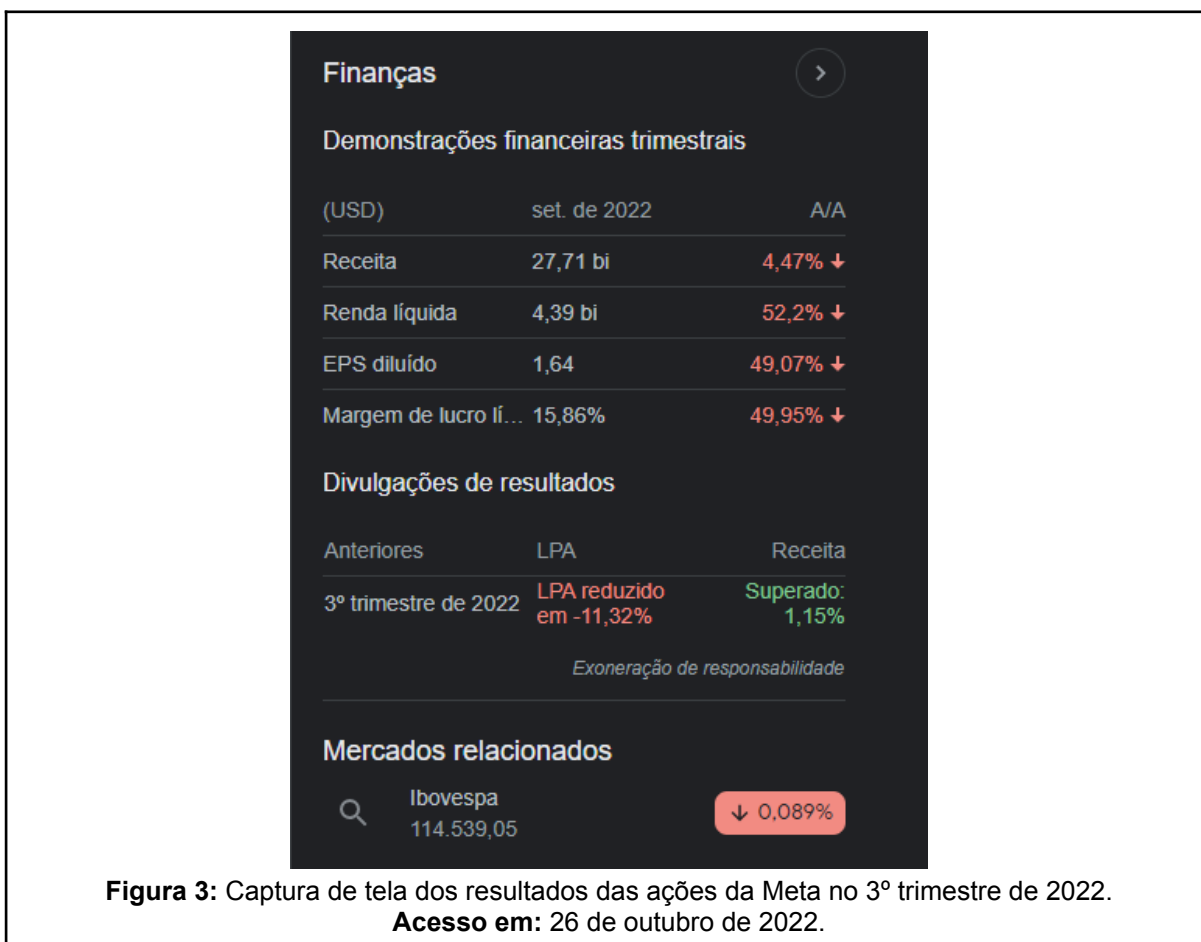 Finanças
Demonstrações financeiras trimestrais
(USD) set. de 2022 A/A
Receita 27,71 bi 4,47% ↓
Renda líquida 4,39 bi 52,2% ↓
EPS diluído 1,64 49,07% ↓
Margem de lucro lí... 15,86% 49,95% ↓
Divulgações de resultados
Anteriores LPA Receita
3º trimestre de 2022 LPA reduzido em -11,32% Superado: 1,15%
Exoneração de responsabilidade
Mercados relacionados
Ibovespa
114.539,05 ↓ 0,089%
Figura 3: Captura de tela dos resultados das ações da Meta no 3º trimestre de 2022.
Acesso em: 26 de outubro de 2022.